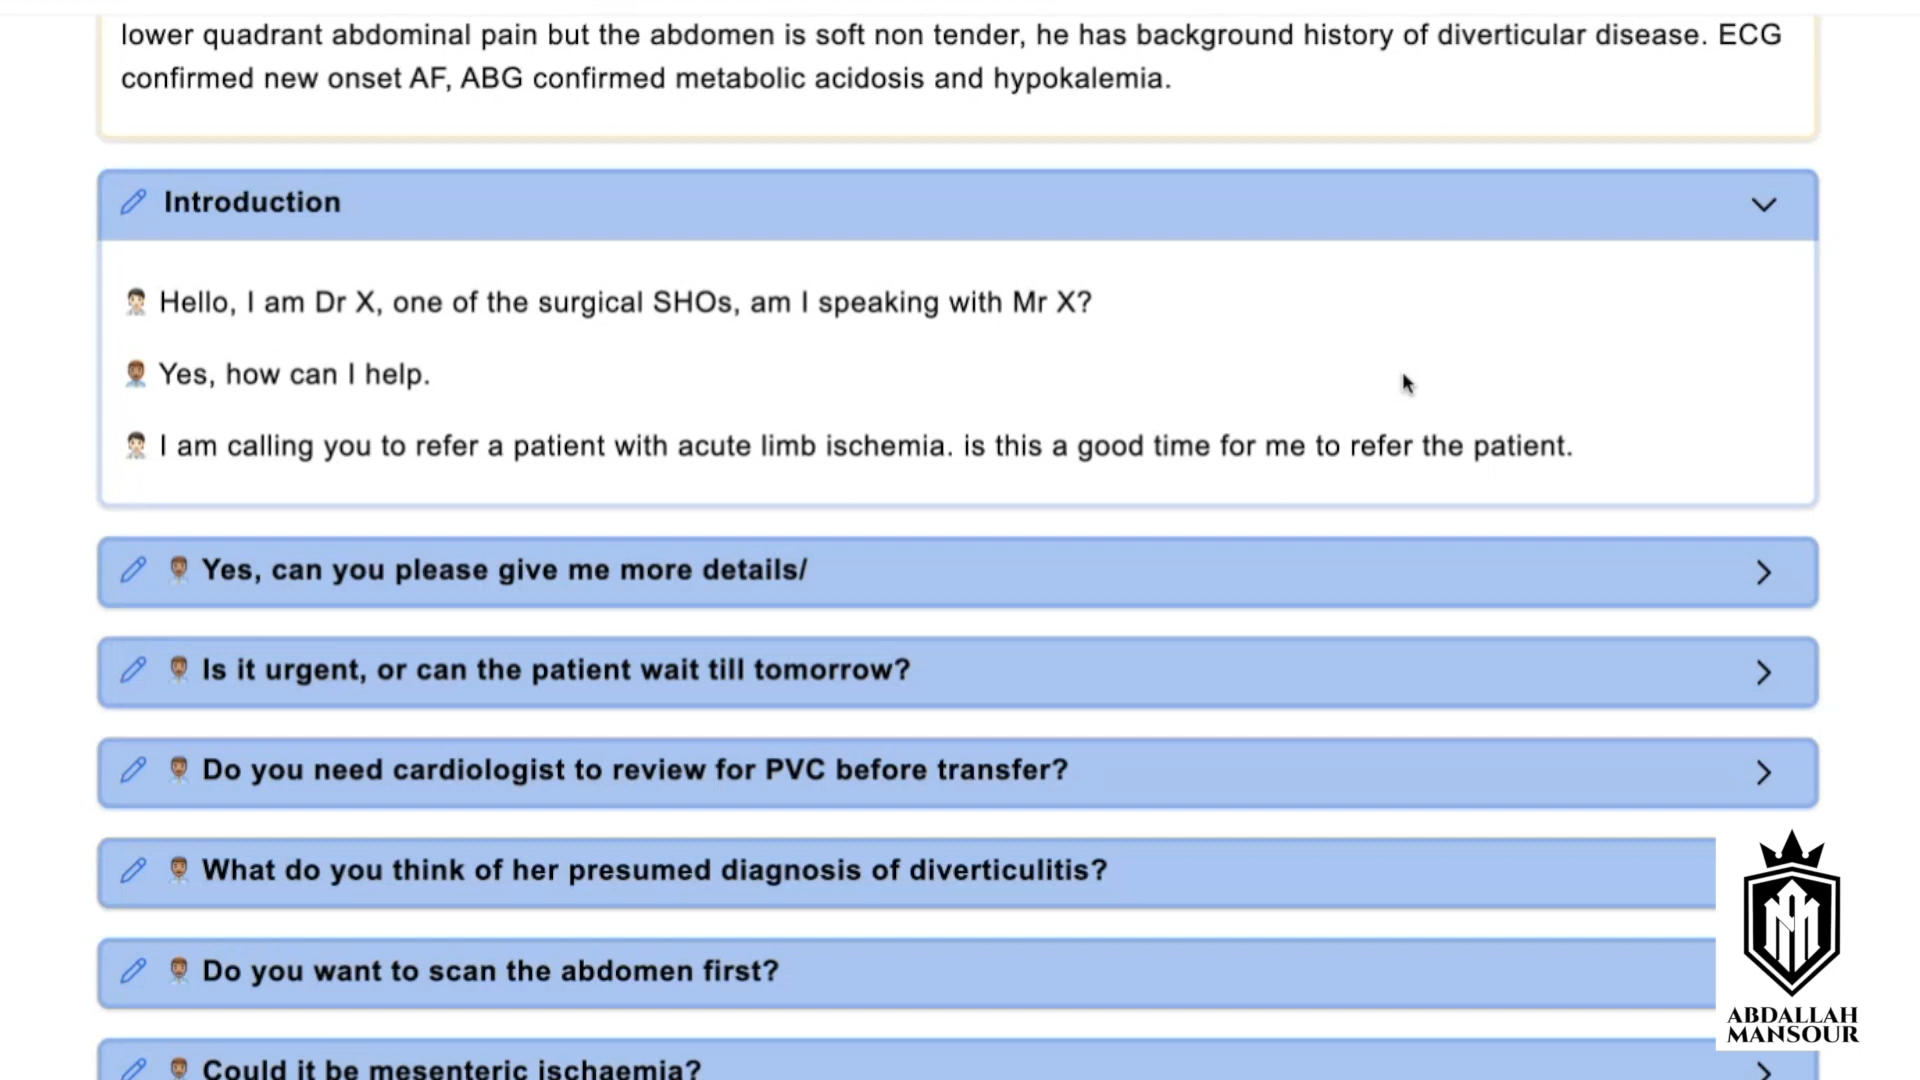 lower quadrant abdominal pain but the abdomen is soft non tender, he has background history of diverticular disease. ECG
confirmed new onset AF, ABG confirmed metabolic acidosis and hypokalemia.
Introduction
Hello, I am Dr X, one of the surgical SHOs, am I speaking with Mr X?
Yes, how can I help.
I am calling you to refer a patient with acute limb ischemia. is this a good time for me to refer the patient.
Yes, can you please give me more details/
Is it urgent, or can the patient wait till tomorrow?
Do you need cardiologist to review for PVC before transfer?
What do you think of her presumed diagnosis of diverticulitis?
Do you want to scan the abdomen first?
Could it be mesenteric ischaemia?
ABDALLAH
MANSOUR